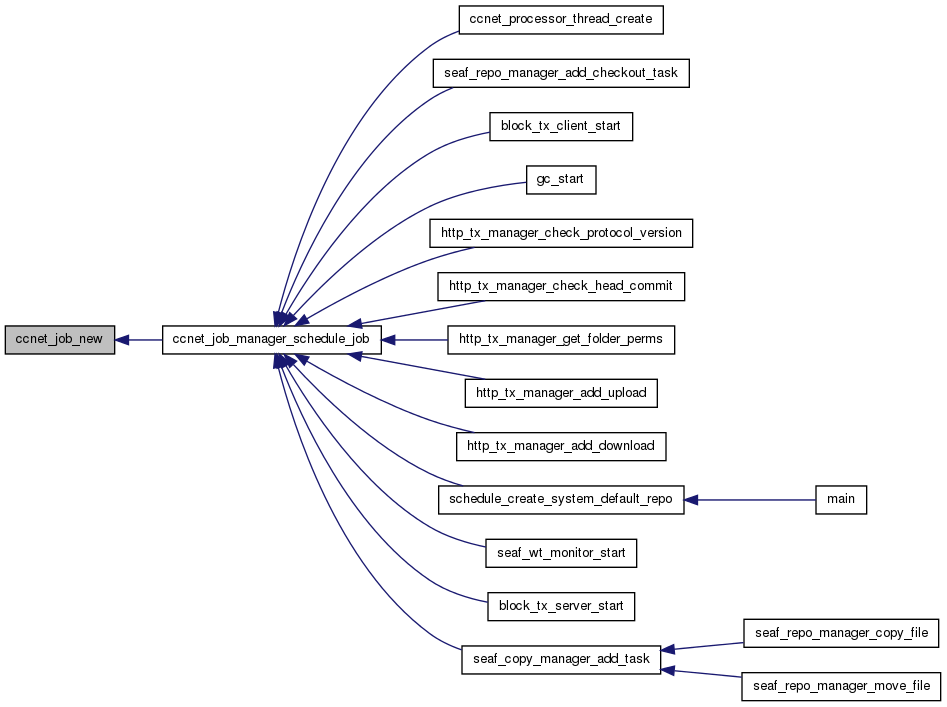 ccnet_processor_thread_create
seaf_repo_manager_add_checkout_task
block_tx_client_start
gc_start
http_tx_manager_check_protocol_version
http_tx_manager_check_head_commit
ccnet_job_new
ccnet_job_manager_schedule_job
http_tx_manager_get_folder_perms
http_tx_manager_add_upload
http_tx_manager_add_download
schedule_create_system_default_repo
main
seaf_wt_monitor_start
block_tx_server_start
seaf_repo_manager_copy_file
seaf_copy_manager_add_task
seaf_repo_manager_move_file